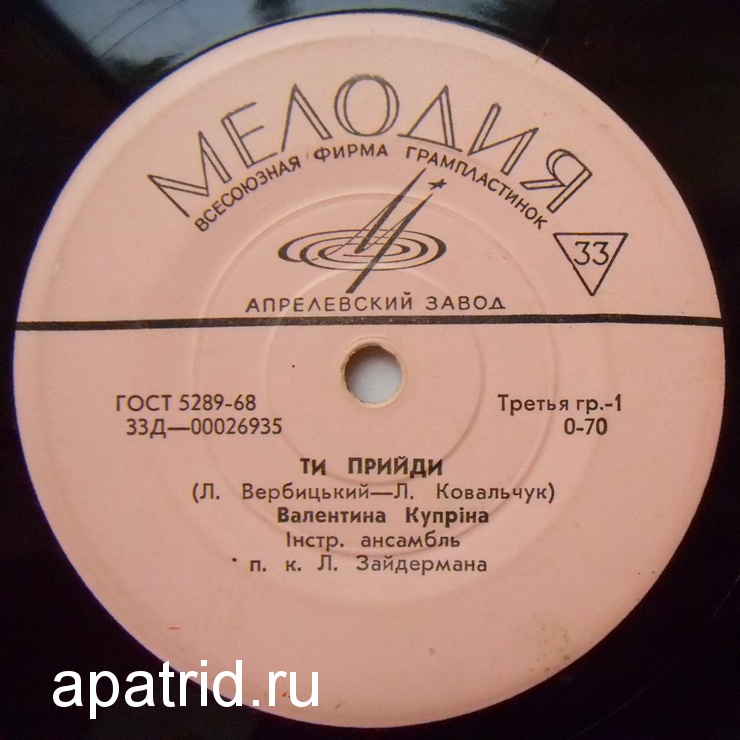 МЕЛОДИЯ
ВСЕСОЮЗНАЯ ФИРМА ГРАМПЛАСТИНОК
33
АПРЕЛЕВСКИЙ ЗАВОД
ГОСТ 5289-68
Третья гр.-1
33Д—00026935
0-70
ТИ ПРИЙДИ
(Л. Вербицький—Л. Ковальчук)
Валентина Купріна
Інстр. ансамбль
п. к. Л. Зайдермана
apatrid.ru